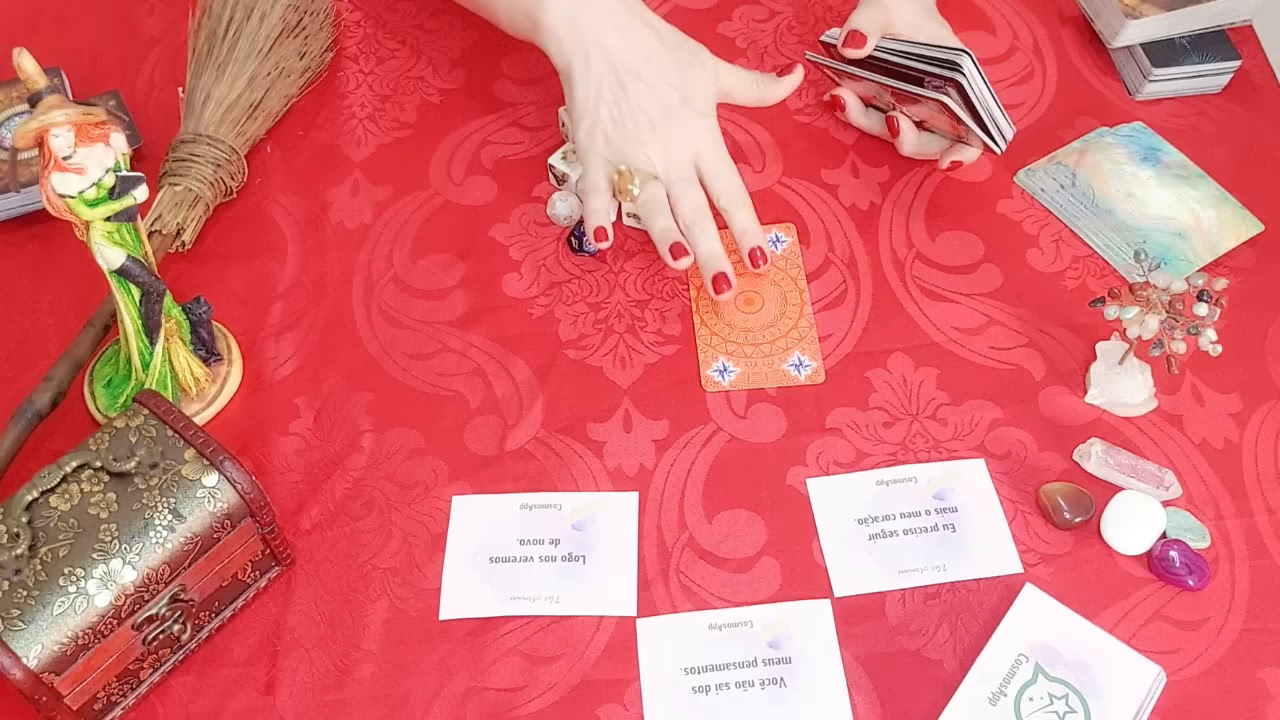 Logo nos veremos
de novo.
CosmosApp
Você não sai dos
meus pensamentos.
CosmosApp
Eu preciso seguir
mais o meu coração.
CosmosApp
CosmosApp